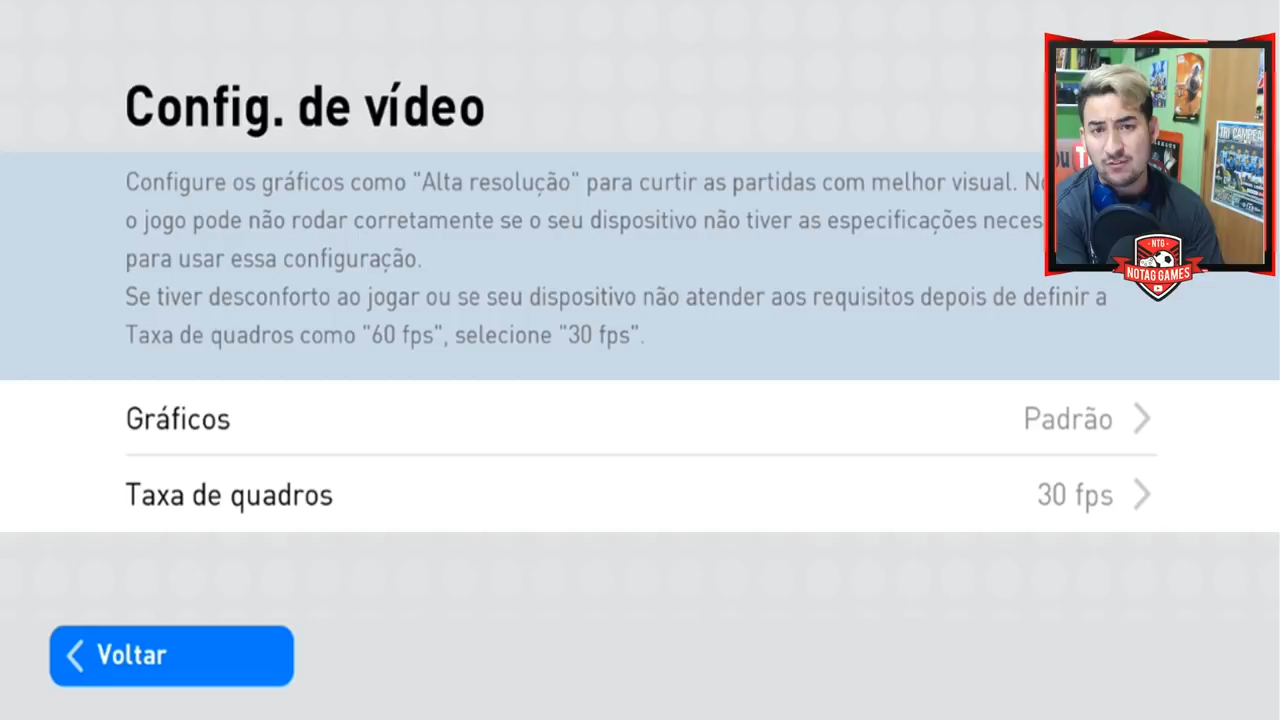 Config. de vídeo
Configure os gráficos como "Alta resolução" para curtir as partidas com melhor visual.
o jogo pode não rodar corretamente se o seu dispositivo não tiver as especificações
para usar essa configuração.
Se tiver desconforto ao jogar ou se seu dispositivo não atender aos requisitos depois de definir a
Taxa de quadros como "60 fps", selecione "30 fps".
Gráficos
Padrão
Taxa de quadros
30 fps
Voltar
TRI
NTG
NOTAG GAMES